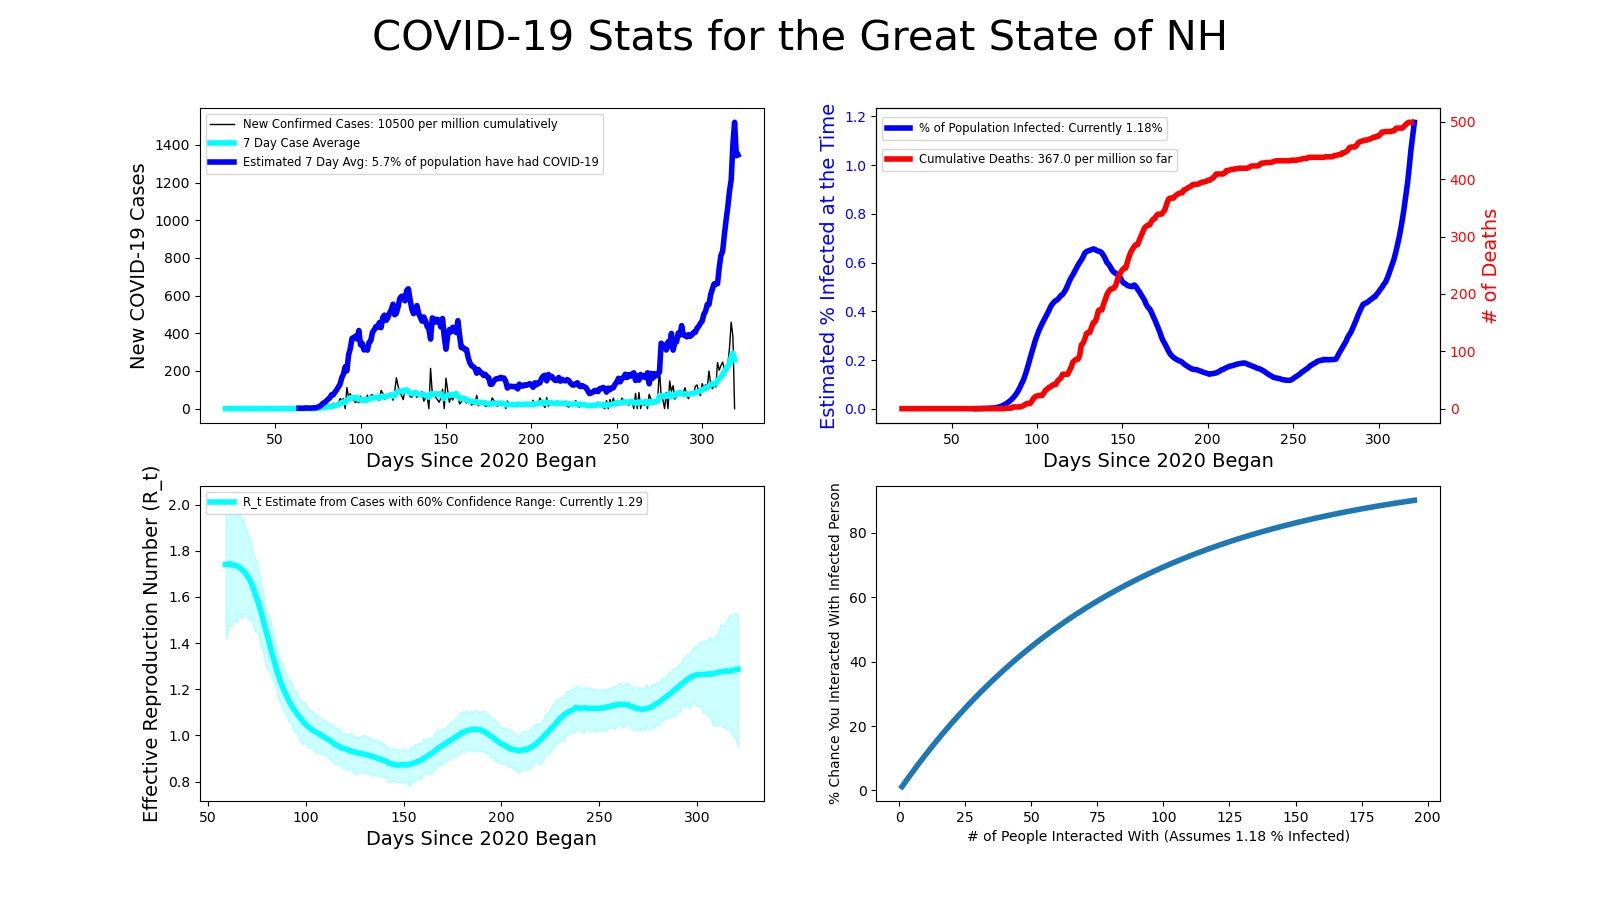 COVID-19 Stats for the Great State of NH
New COVID-19 Cases
1400
1200
1000
800
600
400
200
0
New Confirmed Cases: 10500 per million cumulatively
7 Day Case Average
Estimated 7 Day Avg: 5.7% of population have had COVID-19
50 100 150 200 250 300
Days Since 2020 Began
Estimated % Infected at the Time
1.2
1.0
0.8
0.6
0.4
0.2
0.0
% of Population Infected: Currently 1.18%
Cumulative Deaths: 367.0 per million so far
500
400
300
200
100
0
# of Deaths
50 100 150 200 250 300
Days Since 2020 Began
Effective Reproduction Number (R_t)
2.0
1.8
1.6
1.4
1.2
1.0
0.8
R_t Estimate from Cases with 60% Confidence Range: Currently 1.29
50 100 150 200 250 300
Days Since 2020 Began
% Chance You Interacted With Infected Person
80
60
40
20
0
0 25 50 75 100 125 150 175 200
# of People Interacted With (Assumes 1.18 % Infected)